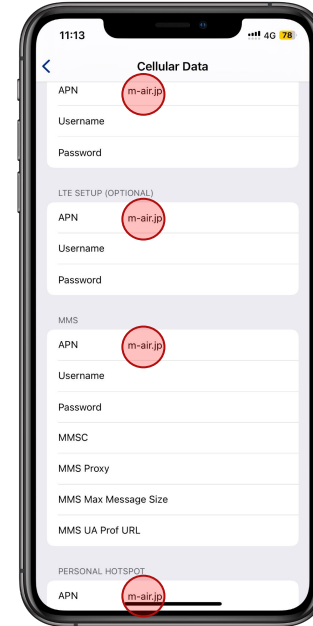 11:13 4G 78
Cellular Data
APN m-air.jp
Username
Password
LTE SETUP (OPTIONAL)
APN m-air.jp
Username
Password
MMS
APN m-air.jp
Username
Password
MMSC
MMS Proxy
MMS Max Message Size
MMS UA Prof URL
PERSONAL HOTSPOT
APN m-air.jp